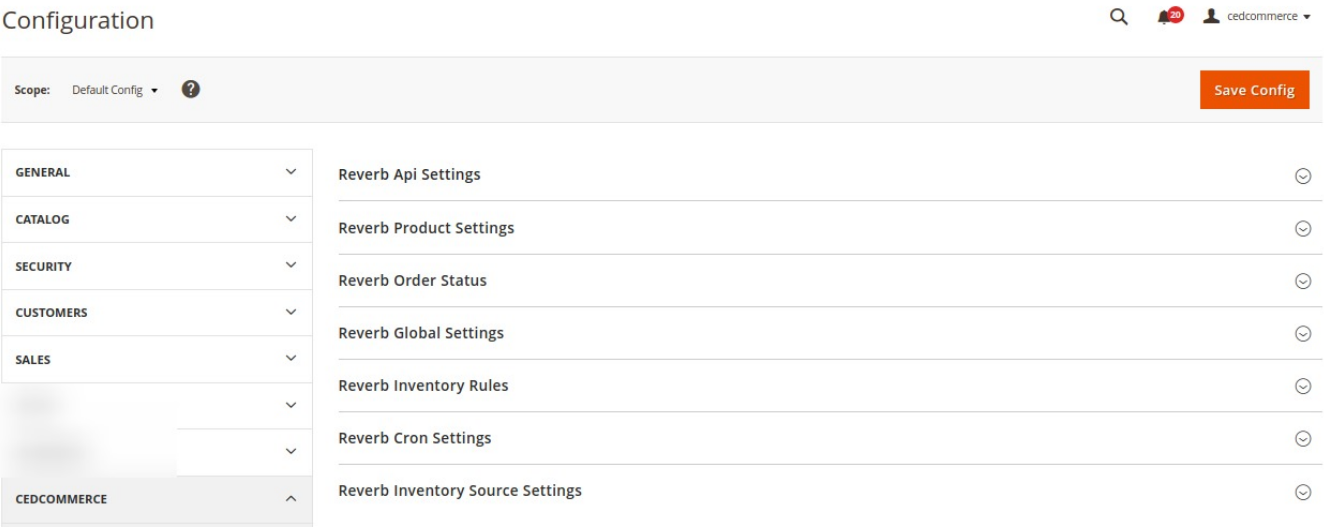 Configuration
20
cedcommerce
Scope: Default Config ?
Save Config
GENERAL
CATALOG
SECURITY
CUSTOMERS
SALES
CEDCOMMERCE
Reverb Api Settings
Reverb Product Settings
Reverb Order Status
Reverb Global Settings
Reverb Inventory Rules
Reverb Cron Settings
Reverb Inventory Source Settings